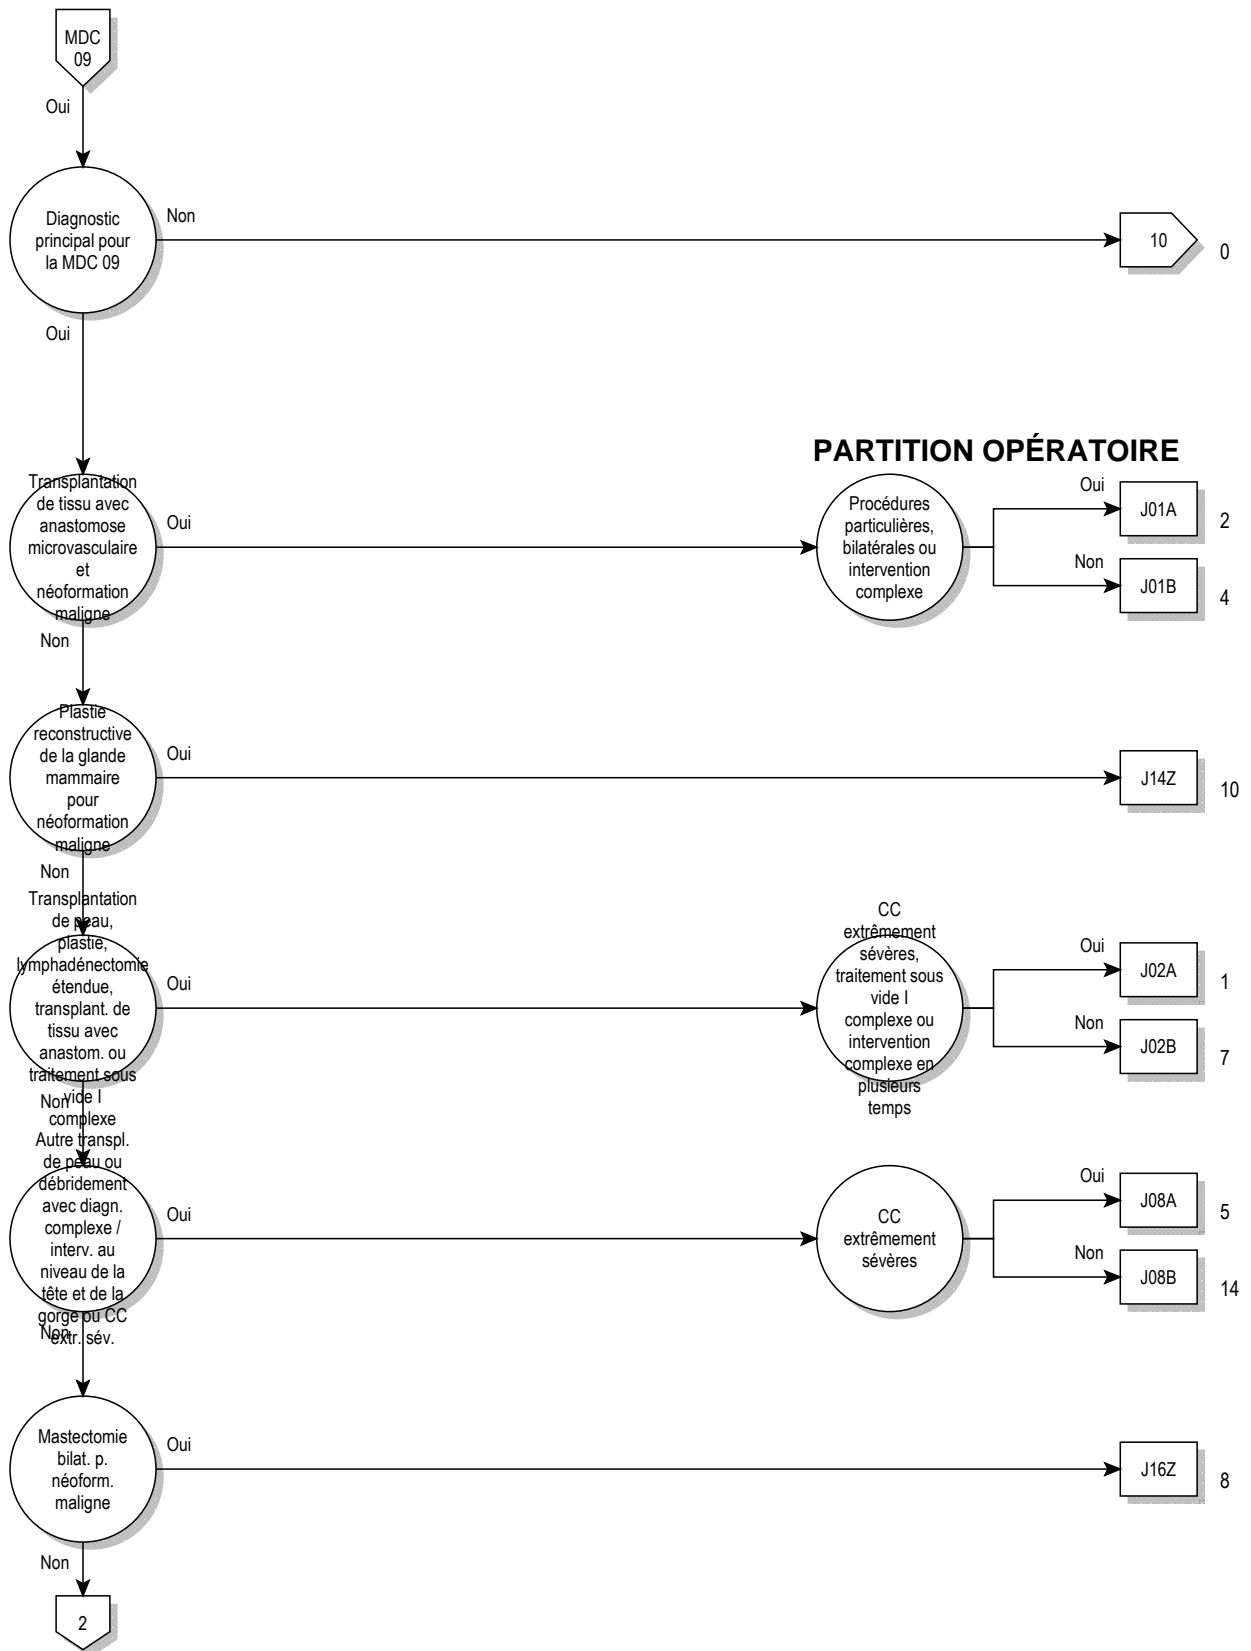 MDC
09
Oui
Diagnostic
principal pour
la MDC 09
Non
10
0
Oui
PARTITION OPÉRATOIRE
Transplantation
de tissu avec
anastomose
microvasculaire
et
néoformation
maligne
Oui
Procédures
particulières,
bilatérales ou
intervention
complexe
Oui
J01A
2
Non
J01B
4
Non
Plastie
reconstructive
de la glande
mammaire
pour
néoformation
maligne
Oui
J14Z
10
Non
Transplantation
de peau,
plastie,
lymphadénectomie
étendue,
transplant. de
tissu avec
anastom. ou
traitement sous
vide I
complexe
Oui
CC
extrêmement
sévères,
traitement sous
vide I
complexe ou
intervention
complexe en
plusieurs
temps
Oui
J02A
1
Non
J02B
7
Non
Autre transpl.
de peau ou
débridement
avec diagn.
complexe /
interv. au
niveau de la
tête et de la
gorge ou CC
extr. sév.
Oui
CC
extrêmement
sévères
Oui
J08A
5
Non
J08B
14
Non
Mastectomie
bilat. p.
néoform.
maligne
Oui
J16Z
8
Non
2